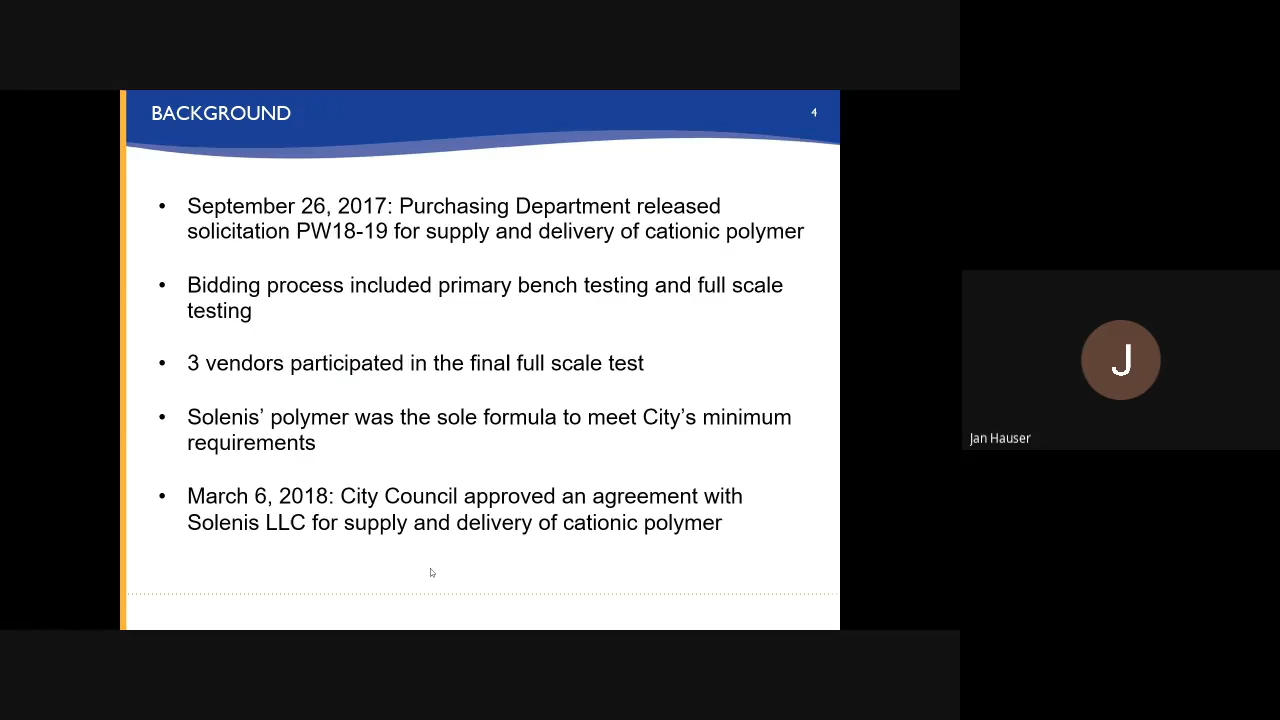 BACKGROUND
4
• September 26, 2017: Purchasing Department released
solicitation PW18-19 for supply and delivery of cationic polymer
• Bidding process included primary bench testing and full scale
testing
• 3 vendors participated in the final full scale test
• Solenis’ polymer was the sole formula to meet City’s minimum
requirements
• March 6, 2018: City Council approved an agreement with
Solenis LLC for supply and delivery of cationic polymer
J
Jan Hauser